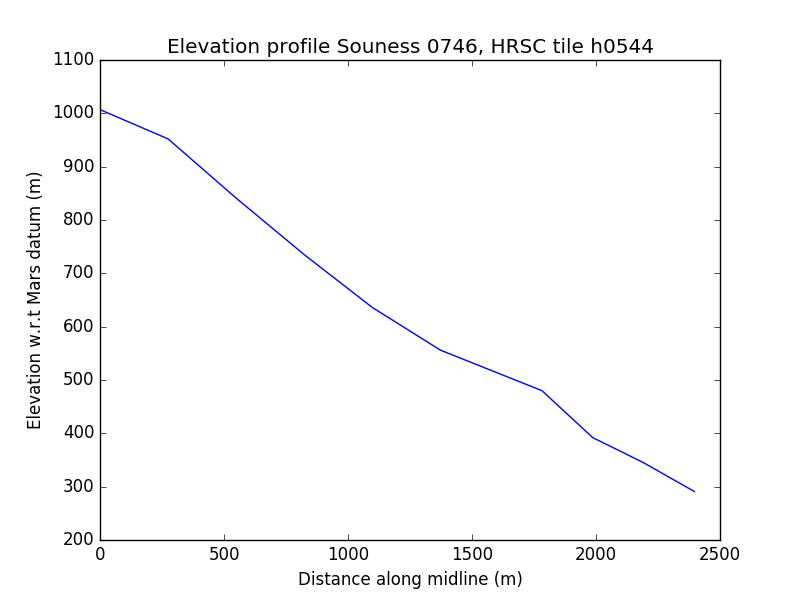 Elevation profile Souness 0746, HRSC tile h0544
Elevation w.r.t Mars datum (m)
1100
1000
900
800
700
600
500
400
300
200
0 500 1000 1500 2000 2500
Distance along midline (m)